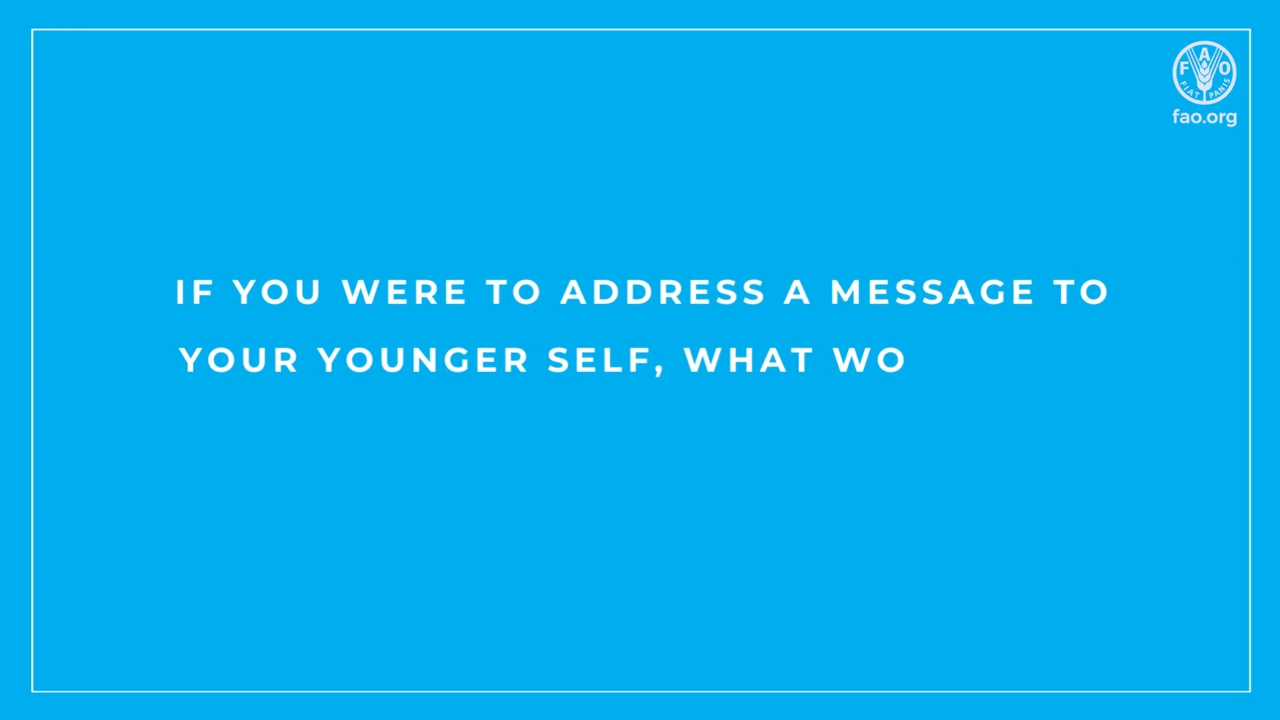 F A O
FIAT PANIS
fao.org
IF YOU WERE TO ADDRESS A MESSAGE TO
YOUR YOUNGER SELF, WHAT WO